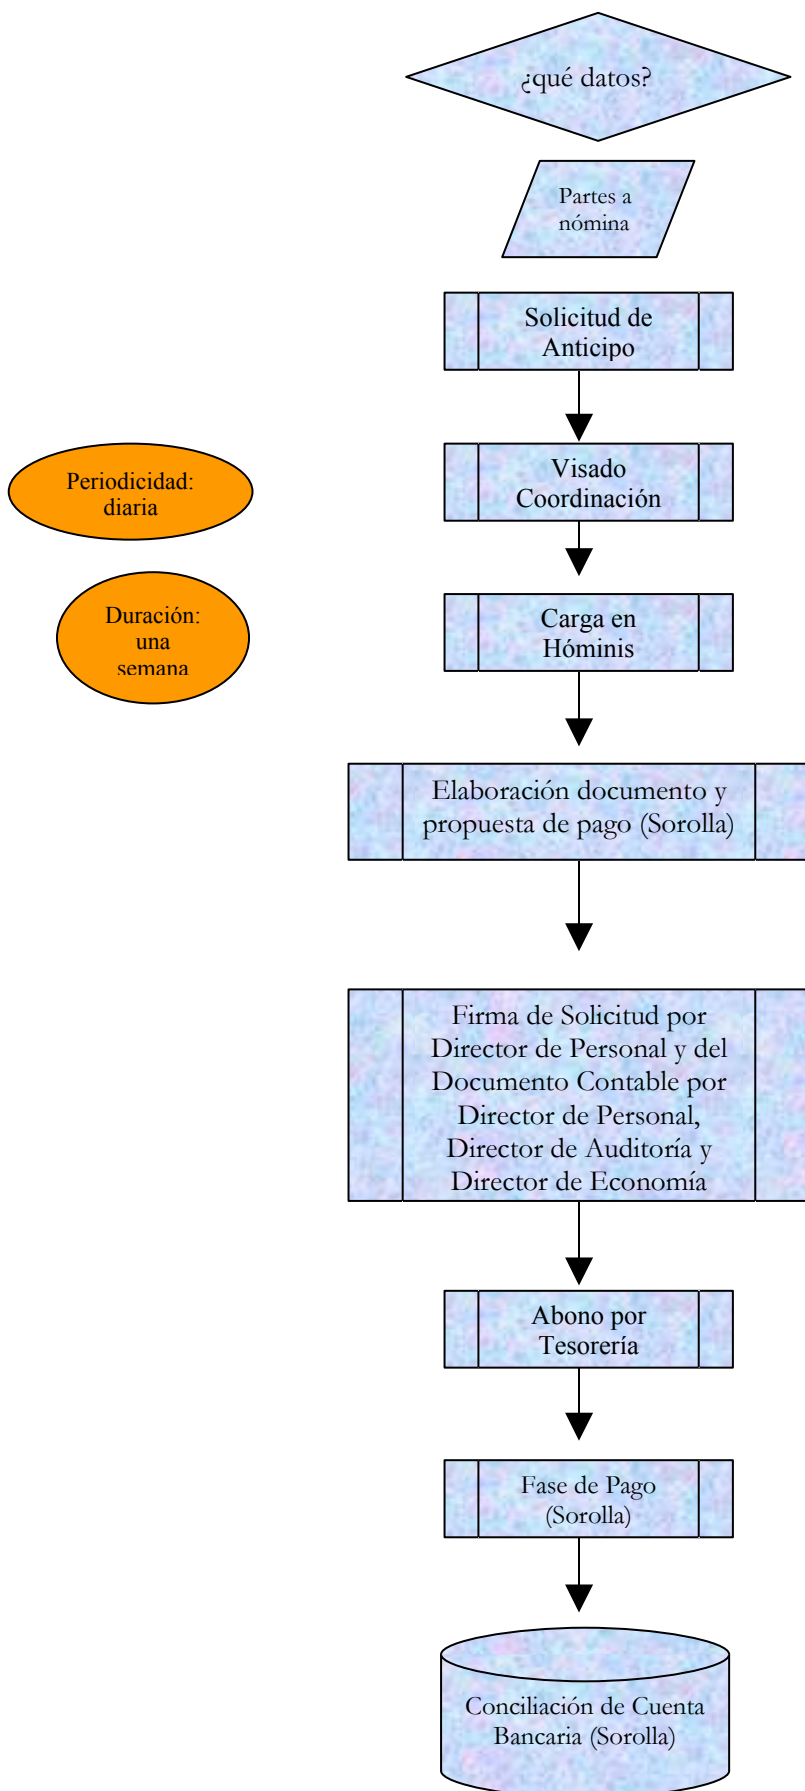 ¿qué datos?
Partes a
nómina
Solicitud de
Anticipo
Periodicidad:
diaria
Visado
Coordinación
Duración:
una
semana
Carga en
Hóminis
Elaboración documento y
propuesta de pago (Sorolla)
Firma de Solicitud por
Director de Personal y del
Documento Contable por
Director de Personal,
Director de Auditoría y
Director de Economía
Abono por
Tesorería
Fase de Pago
(Sorolla)
Conciliación de Cuenta
Bancaria (Sorolla)